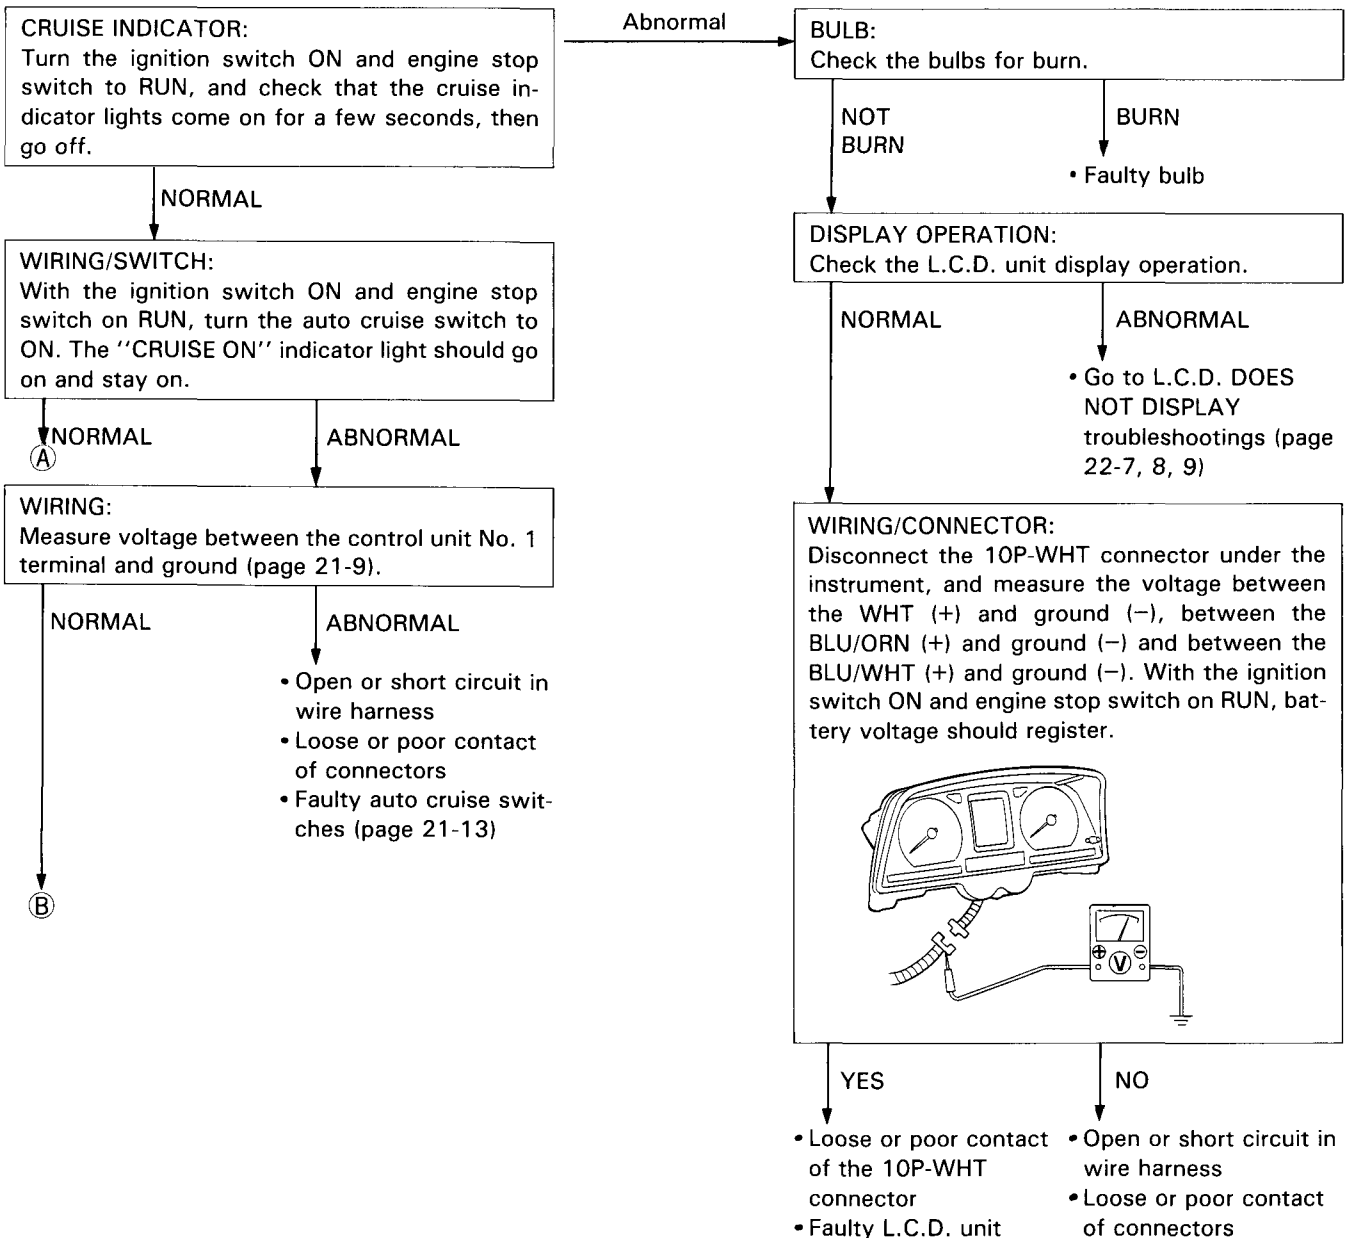 CRUISE INDICATOR:
Turn the ignition switch ON and engine stop
switch to RUN, and check that the cruise in-
dicator lights come on for a few seconds, then
go off.
NORMAL
WIRING/SWITCH:
With the ignition switch ON and engine stop
switch on RUN, turn the auto cruise switch to
ON. The "CRUISE ON" indicator light should go
on and stay on.
NORMAL
A
ABNORMAL
WIRING:
Measure voltage between the control unit No. 1
terminal and ground (page 21-9).
NORMAL
ABNORMAL
• Open or short circuit in
wire harness
• Loose or poor contact
of connectors
• Faulty auto cruise swit-
ches (page 21-13)
B
Abnormal
BULB:
Check the bulbs for burn.
NOT
BURN
BURN
• Faulty bulb
DISPLAY OPERATION:
Check the L.C.D. unit display operation.
NORMAL
ABNORMAL
• Go to L.C.D. DOES
NOT DISPLAY
troubleshootings (page
22-7, 8, 9)
WIRING/CONNECTOR:
Disconnect the 10P-WHT connector under the
instrument, and measure the voltage between
the WHT (+) and ground (−), between the
BLU/ORN (+) and ground (−) and between the
BLU/WHT (+) and ground (−). With the ignition
switch ON and engine stop switch on RUN, bat-
tery voltage should register.
+ −
V
YES
• Loose or poor contact
of the 10P-WHT
connector
• Faulty L.C.D. unit
NO
• Open or short circuit in
wire harness
• Loose or poor contact
of connectors